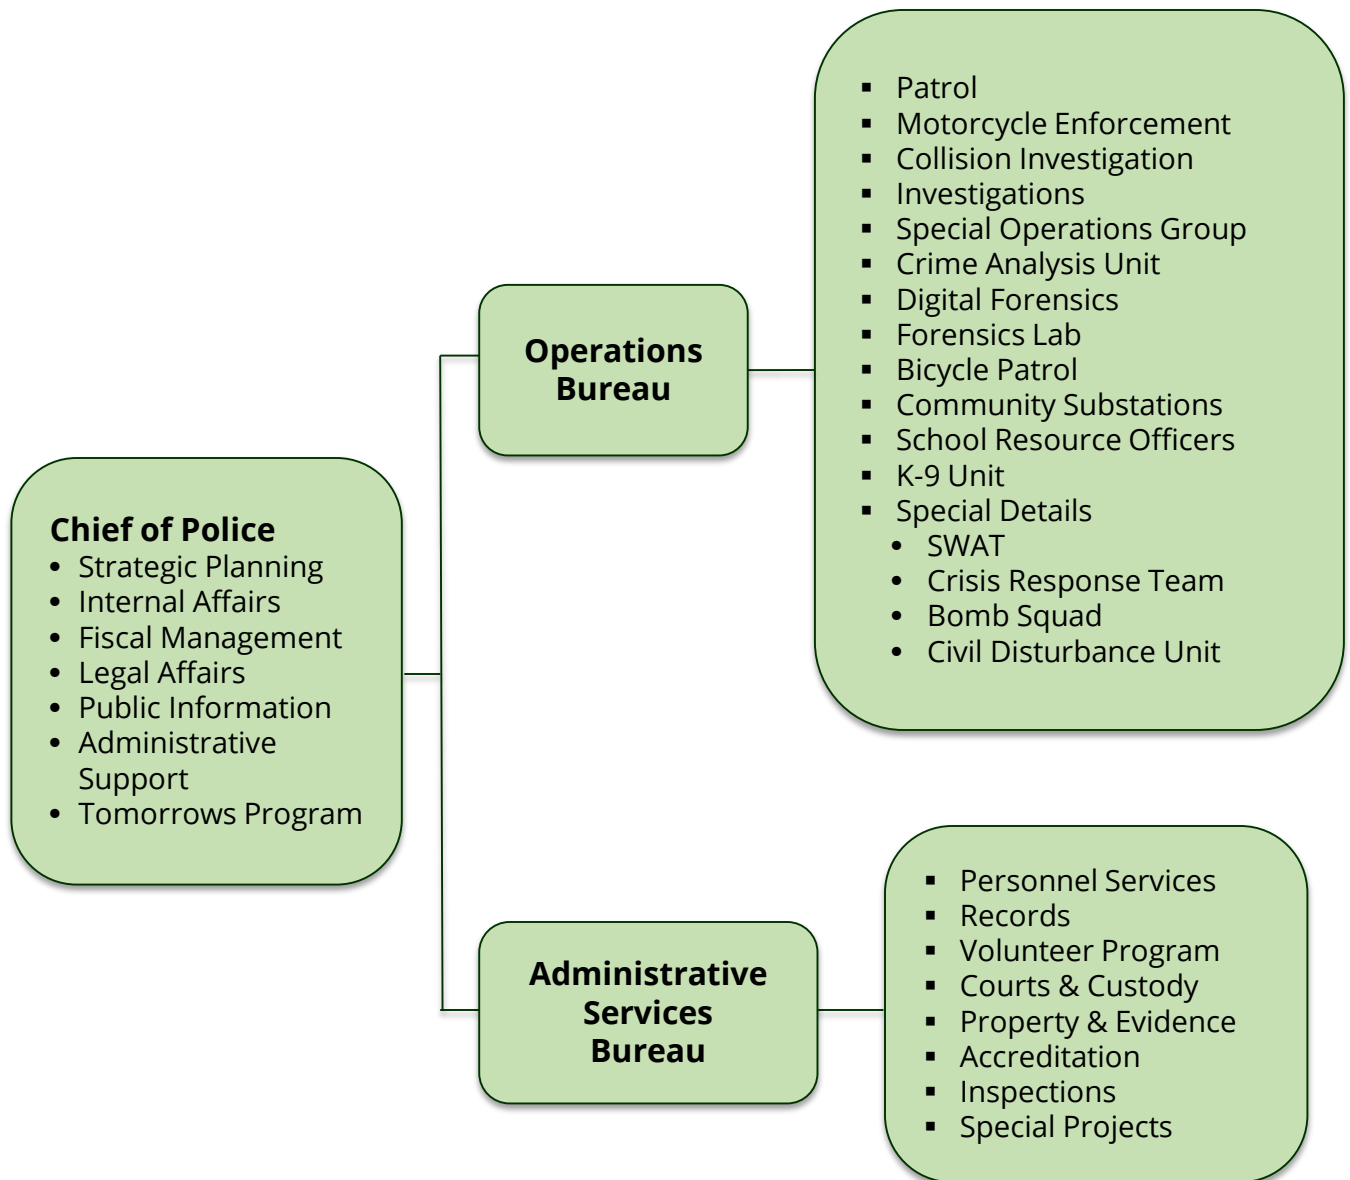 Chief of Police
• Strategic Planning
• Internal Affairs
• Fiscal Management
• Legal Affairs
• Public Information
• Administrative
Support
• Tomorrows Program
Operations
Bureau
▪ Patrol
▪ Motorcycle Enforcement
▪ Collision Investigation
▪ Investigations
▪ Special Operations Group
▪ Crime Analysis Unit
▪ Digital Forensics
▪ Forensics Lab
▪ Bicycle Patrol
▪ Community Substations
▪ School Resource Officers
▪ K-9 Unit
▪ Special Details
• SWAT
• Crisis Response Team
• Bomb Squad
• Civil Disturbance Unit
Administrative
Services
Bureau
▪ Personnel Services
▪ Records
▪ Volunteer Program
▪ Courts & Custody
▪ Property & Evidence
▪ Accreditation
▪ Inspections
▪ Special Projects